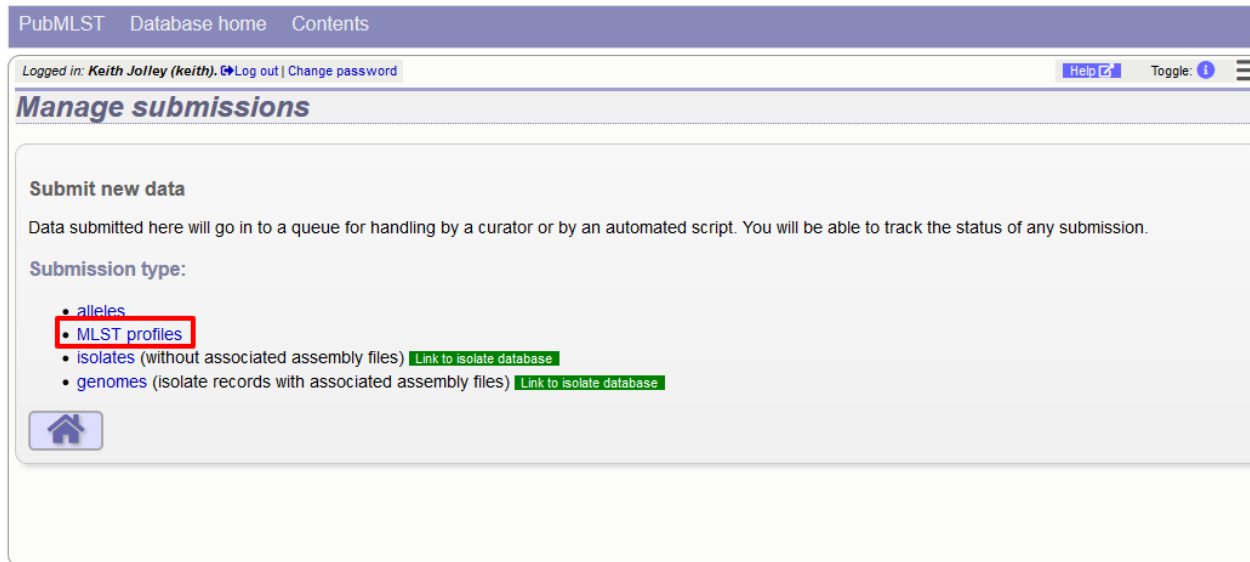 PubMLST Database home Contents
Logged in: Keith Jolley (keith). Log out | Change password Help Toggle: i
Manage submissions
Submit new data
Data submitted here will go in to a queue for handling by a curator or by an automated script. You will be able to track the status of any submission.
Submission type:
• alleles
• MLST profiles
• isolates (without associated assembly files) Link to isolate database
• genomes (isolate records with associated assembly files) Link to isolate database